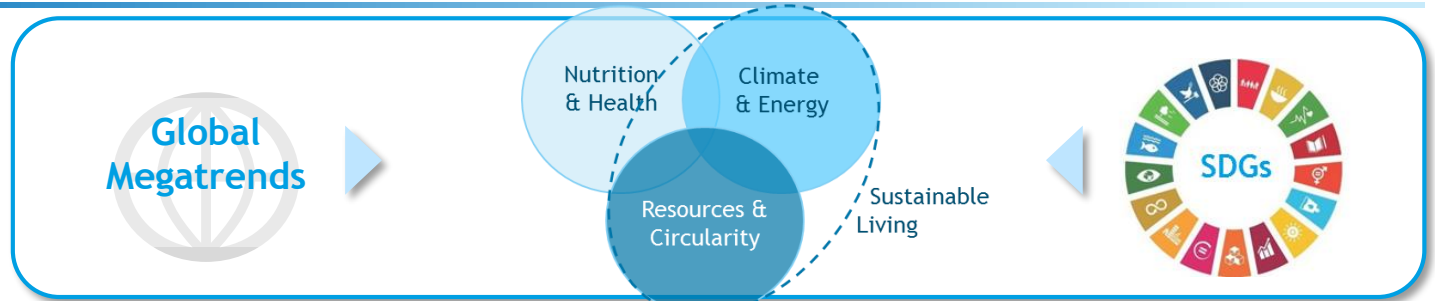 Global
Megatrends
Nutrition
& Health
Climate
& Energy
Resources &
Circularity
Sustainable
Living
SDGs